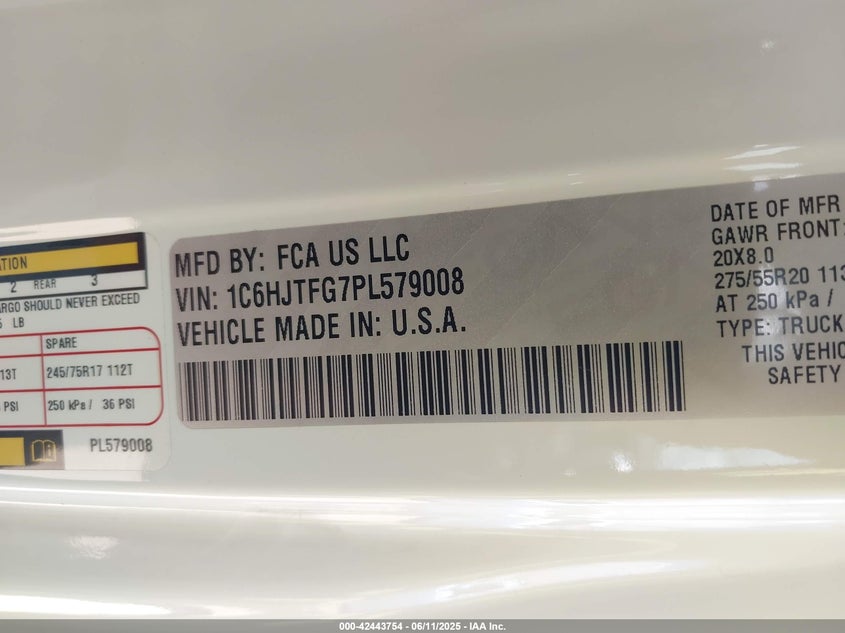 ATION
2 REAR 3
ARGO SHOULD NEVER EXCEED
LB
SPARE
13T 245/75R17 112T
PSI 250 kPa / 36 PSI
PL579008
MFD BY: FCA US LLC
VIN: 1C6HJTFG7PL579008
VEHICLE MADE IN: U.S.A.
DATE OF MFR
GAWR FRONT:
20X8.0
275/55R20 113
AT 250 kPa /
TYPE: TRUCK
THIS VEHIC
SAFETY
000-42443754 - 06/11/2025 - IAA Inc.